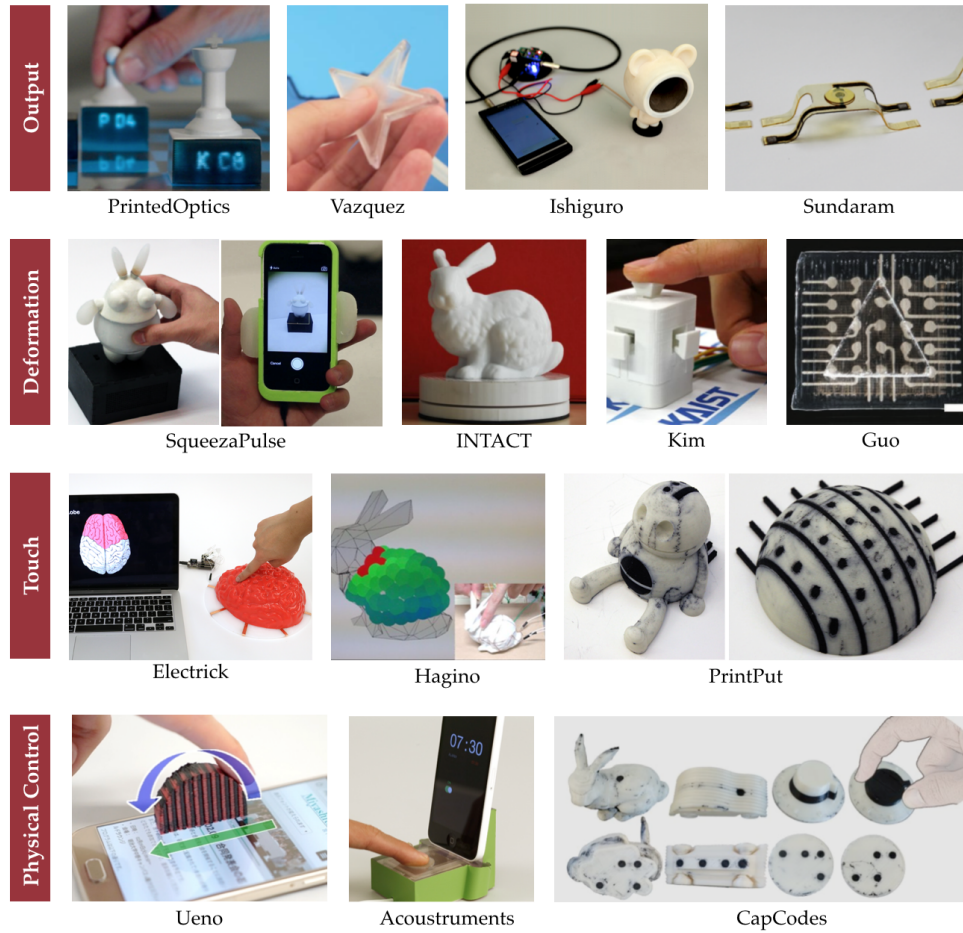 Output
P D4
K C8
PrintedOptics
Vazquez
Ishiguro
Sundaram
Deformation
Cancel
KAIST
SqueezaPulse
INTACT
Kim
Guo
Touch
Electrick
Hagino
PrintPut
Physical Control
07:30
Ueno
Acoustruments
CapCodes